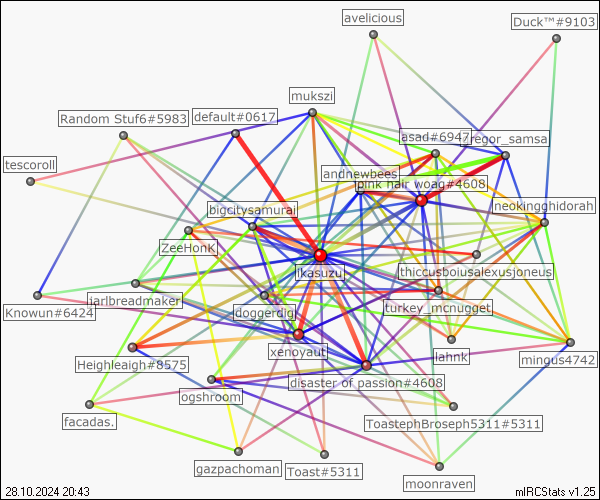 avelicious
Duck™#9103
mukszi
Random Stuf6#5983
default#0617
asad#6947
gregor_samsa
tescoroll
andnewbees
pink hair woag#4608
bigcitysamurai
neokingghidorah
ZeeHonK
ikasuzu
thiccusboiusalexusjoneus
jarlbreadmaker
Knowun#6424
doggerdigi
turkey_mcnugget
xenoyaut
lahnk
mingus4742
Heighleaigh#8575
disaster of passion#4608
ogshroom
facadas.
ToastephBroseph5311#5311
gazpachoman
Toast#5311
moonraven
28.10.2024 20:43
mIRCStats v1.25